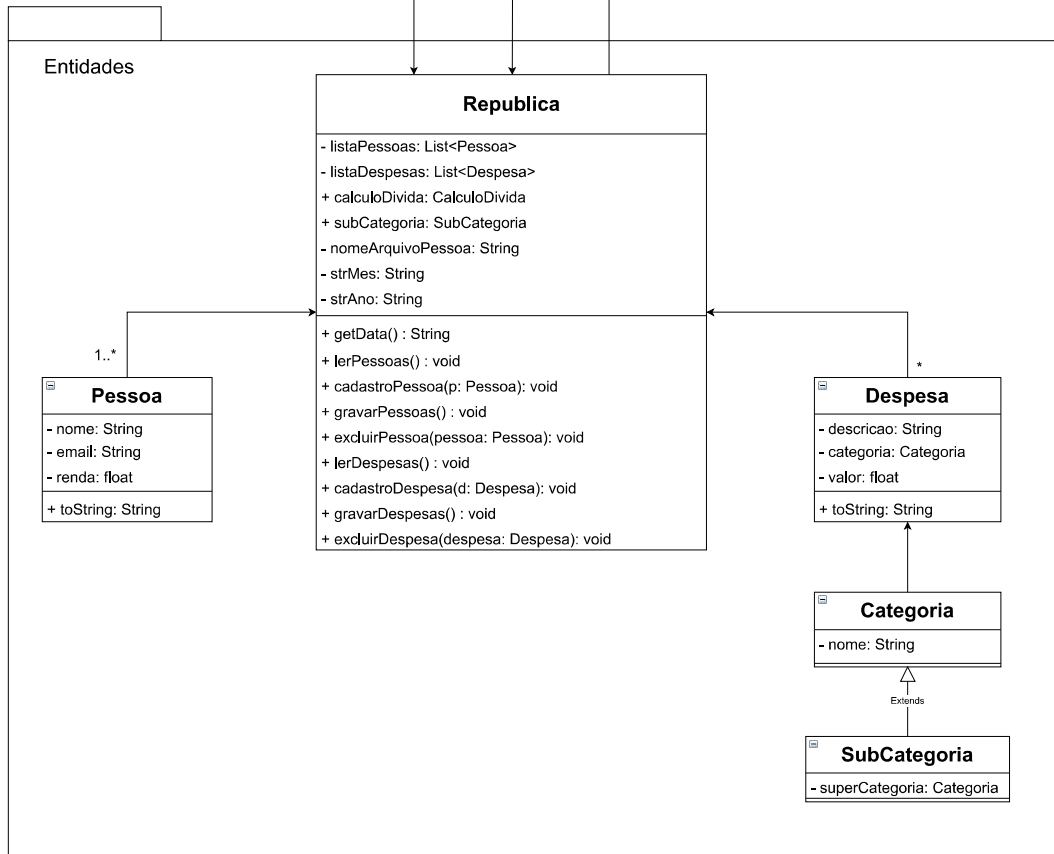 Entidades
Republica
- listaPessoas: List<Pessoa>
- listaDespesas: List<Despesa>
+ calculoDivida: CalculoDivida
+ subCategoria: SubCategoria
- nomeArquivoPessoa: String
- strMes: String
- strAno: String
+ getData() : String
+ lerPessoas() : void
+ cadastroPessoa(p: Pessoa): void
+ gravarPessoas() : void
+ excluirPessoa(pessoa: Pessoa): void
+ lerDespesas() : void
+ cadastroDespesa(d: Despesa): void
+ gravarDespesas() : void
+ excluirDespesa(despesa: Despesa): void
1..*
Pessoa
- nome: String
- email: String
- renda: float
+ toString: String
*
Despesa
- descricao: String
- categoria: Categoria
- valor: float
+ toString: String
Categoria
- nome: String
Extends
SubCategoria
- superCategoria: Categoria